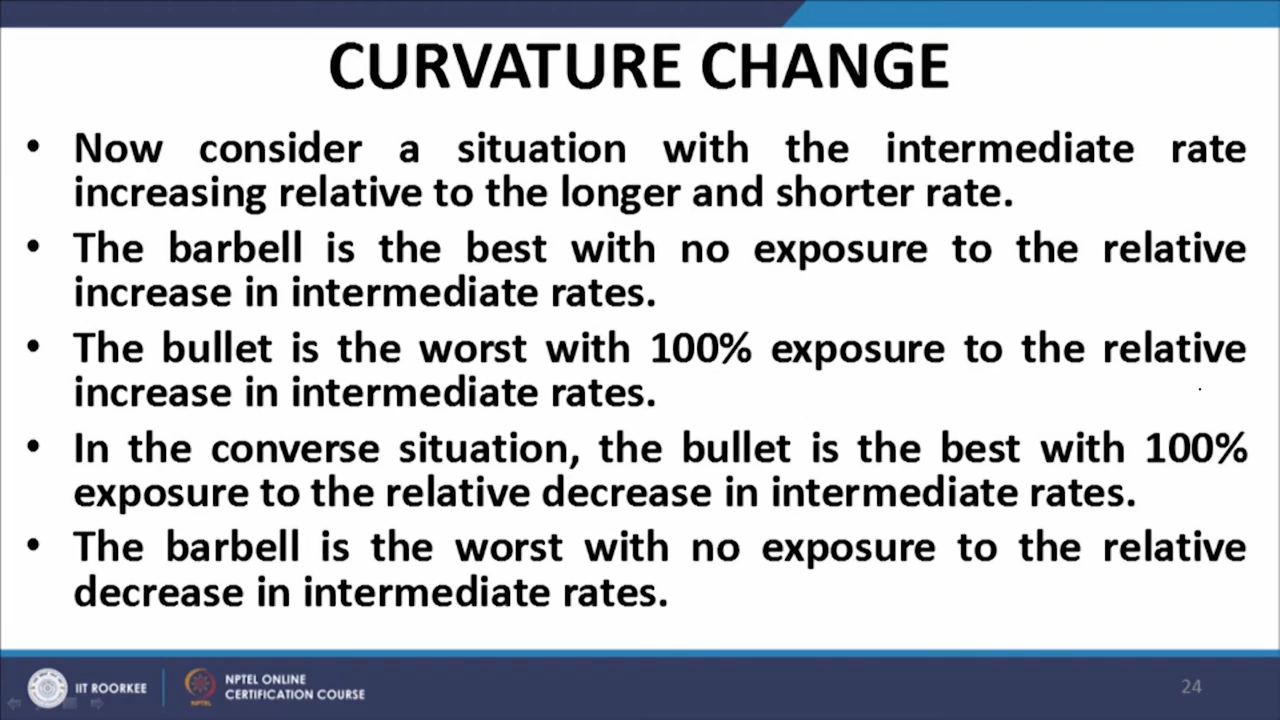 CURVATURE CHANGE
• Now consider a situation with the intermediate rate
increasing relative to the longer and shorter rate.
• The barbell is the best with no exposure to the relative
increase in intermediate rates.
• The bullet is the worst with 100% exposure to the relative
increase in intermediate rates.
• In the converse situation, the bullet is the best with 100%
exposure to the relative decrease in intermediate rates.
• The barbell is the worst with no exposure to the relative
decrease in intermediate rates.
IIT ROORKEE
NPTEL
NPTEL ONLINE
CERTIFICATION COURSE
24